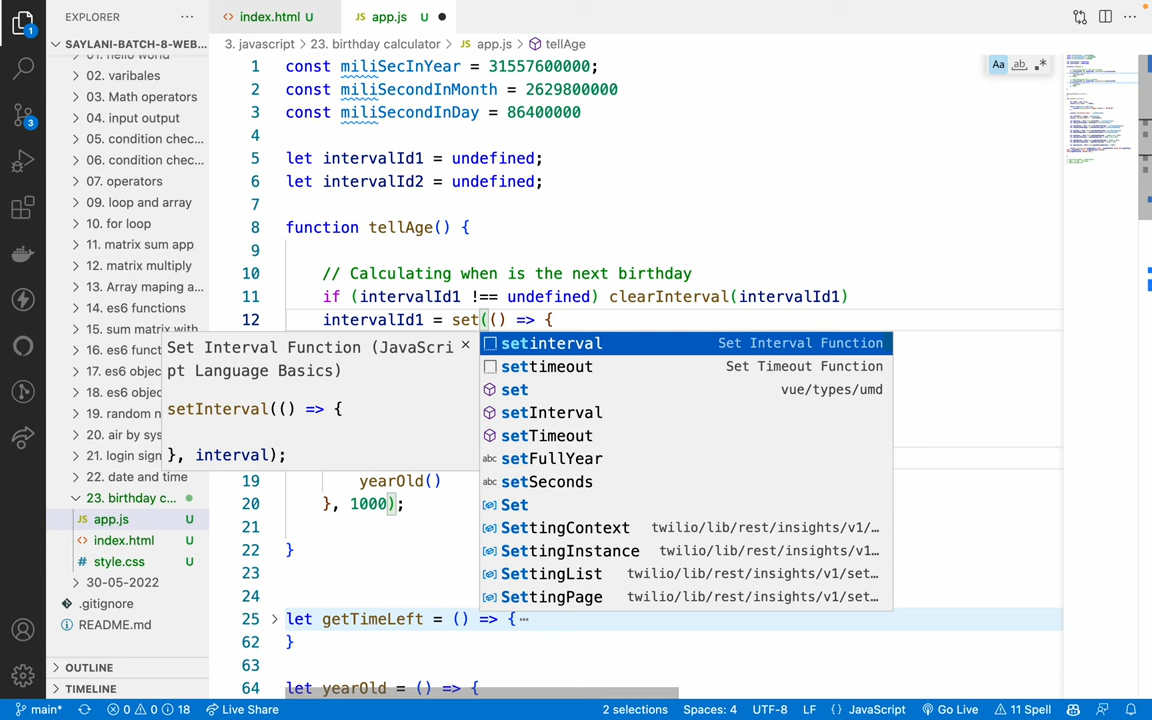 EXPLORER
index.html U
JS app.js U
SAYLANI-BATCH-8-WEB...
3. javascript > 23. birthday calculator > JS app.js > tellAge
Aa ab .*
02. varibales
03. Math operators
04. input output
05. condition chec...
06. condition chec...
07. operators
09. loop and array
10. for loop
11. matrix sum app
12. matrix multiply
13. Array maping a...
14. es6 functions
15. sum matrix with
16. es6 funct
17. es6 objec
18. es6 objec
19. random n
20. air by sys
21. login sign
22. date and time
23. birthday c...
JS app.js U
<> index.html U
# style.css U
30-05-2022
.gitignore
README.md
OUTLINE
TIMELINE
1 const miliSecInYear = 31557600000;
2 const miliSecondInMonth = 2629800000
3 const miliSecondInDay = 86400000
4
5 let intervalId1 = undefined;
6 let intervalId2 = undefined;
7
8 function tellAge() {
9
10 // Calculating when is the next birthday
11 if (intervalId1 !== undefined) clearInterval(intervalId1)
12 intervalId1 = set(() => {
Set Interval Function (JavaScri
pt Language Basics)
setInterval(() => {
}, interval);
setinterval Set Interval Function
settimeout Set Timeout Function
set vue/types/umd
setInterval
setTimeout
abc setFullYear
abc setSeconds
Set
SettingContext twilio/lib/rest/insights/v1/...
SettingInstance twilio/lib/rest/insights/v1...
SettingList twilio/lib/rest/insights/v1/set...
SettingPage twilio/lib/rest/insights/v1/set...
19 yearOld()
20 }, 1000);
21
22 }
23
24
25 let getTimeLeft = () => {…
62 }
63
64 let yearOld = () => {
main* 0 0 18 Live Share 2 selections Spaces: 4 UTF-8 LF {} JavaScript Go Live 11 Spell
1
3